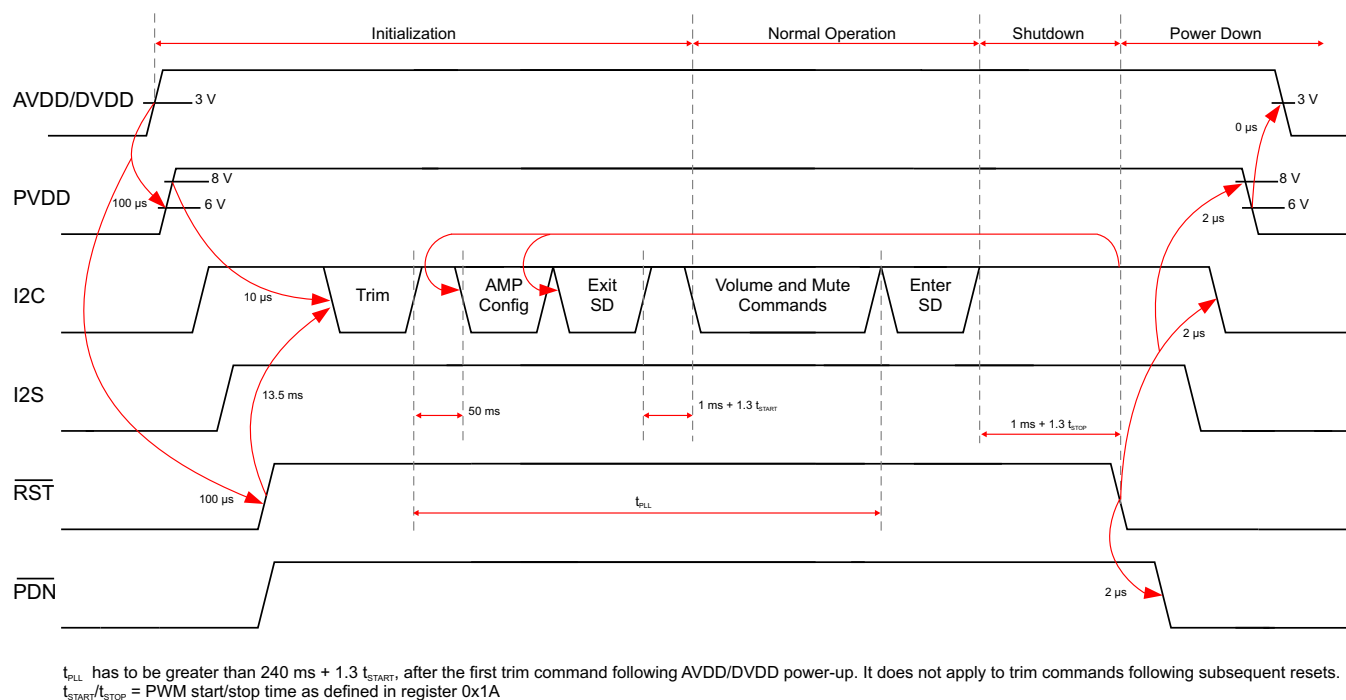 Initialization
Normal Operation
Shutdown
Power Down
AVDD/DVDD
3 V
3 V
0 µs
PVDD
8 V
100 µs
6 V
8 V
6 V
2 µs
I2C
10 µs
Trim
AMP
Config
Exit
SD
Volume and Mute
Commands
Enter
SD
2 µs
I2S
13.5 ms
50 ms
1 ms + 1.3 tSTART
1 ms + 1.3 tSTOP
RST
100 µs
tPLL
PDN
2 µs
tPLL has to be greater than 240 ms + 1.3 tSTART, after the first trim command following AVDD/DVDD power-up. It does not apply to trim commands following subsequent resets.
tSTART/tSTOP = PWM start/stop time as defined in register 0x1A